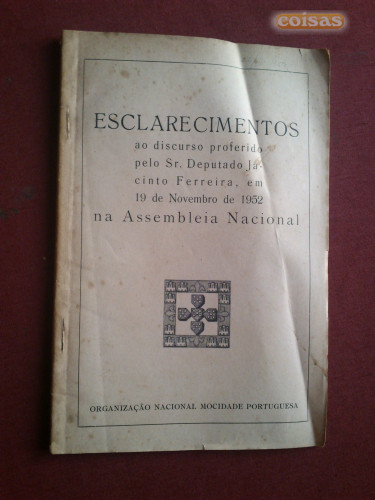 coisas
ESCLARECIMENTOS
ao discurso proferido
pelo Sr. Deputado Ja-
cinto Ferreira, em
19 de Novembro de 1952
na Assembleia Nacional
ORGANIZAÇÃO NACIONAL MOCIDADE PORTUGUESA